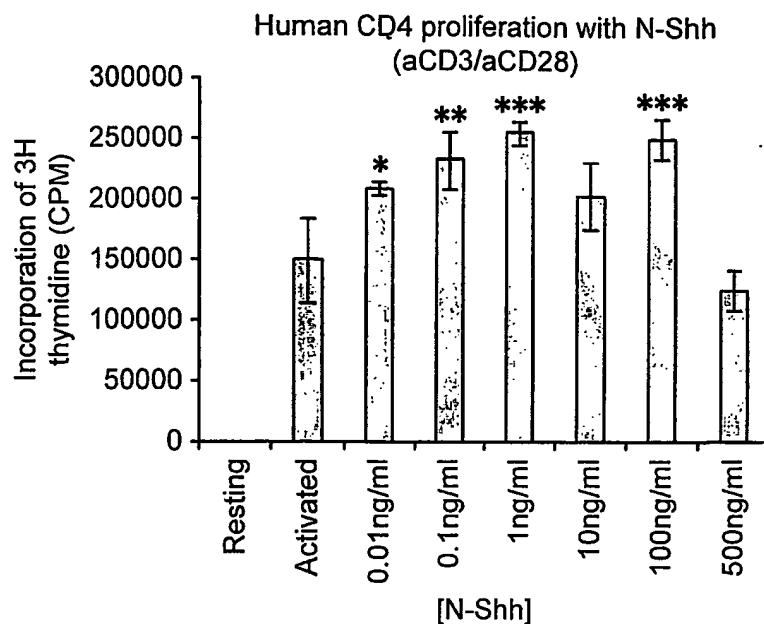 Human CD4 proliferation with N-Shh
(aCD3/aCD28)
Incorporation of 3H
thymidine (CPM)
300000
250000
200000
150000
100000
50000
0
*
**
***
***
Resting
Activated
0.01ng/ml
0.1ng/ml
1ng/ml
10ng/ml
100ng/ml
500ng/ml
[N-Shh]